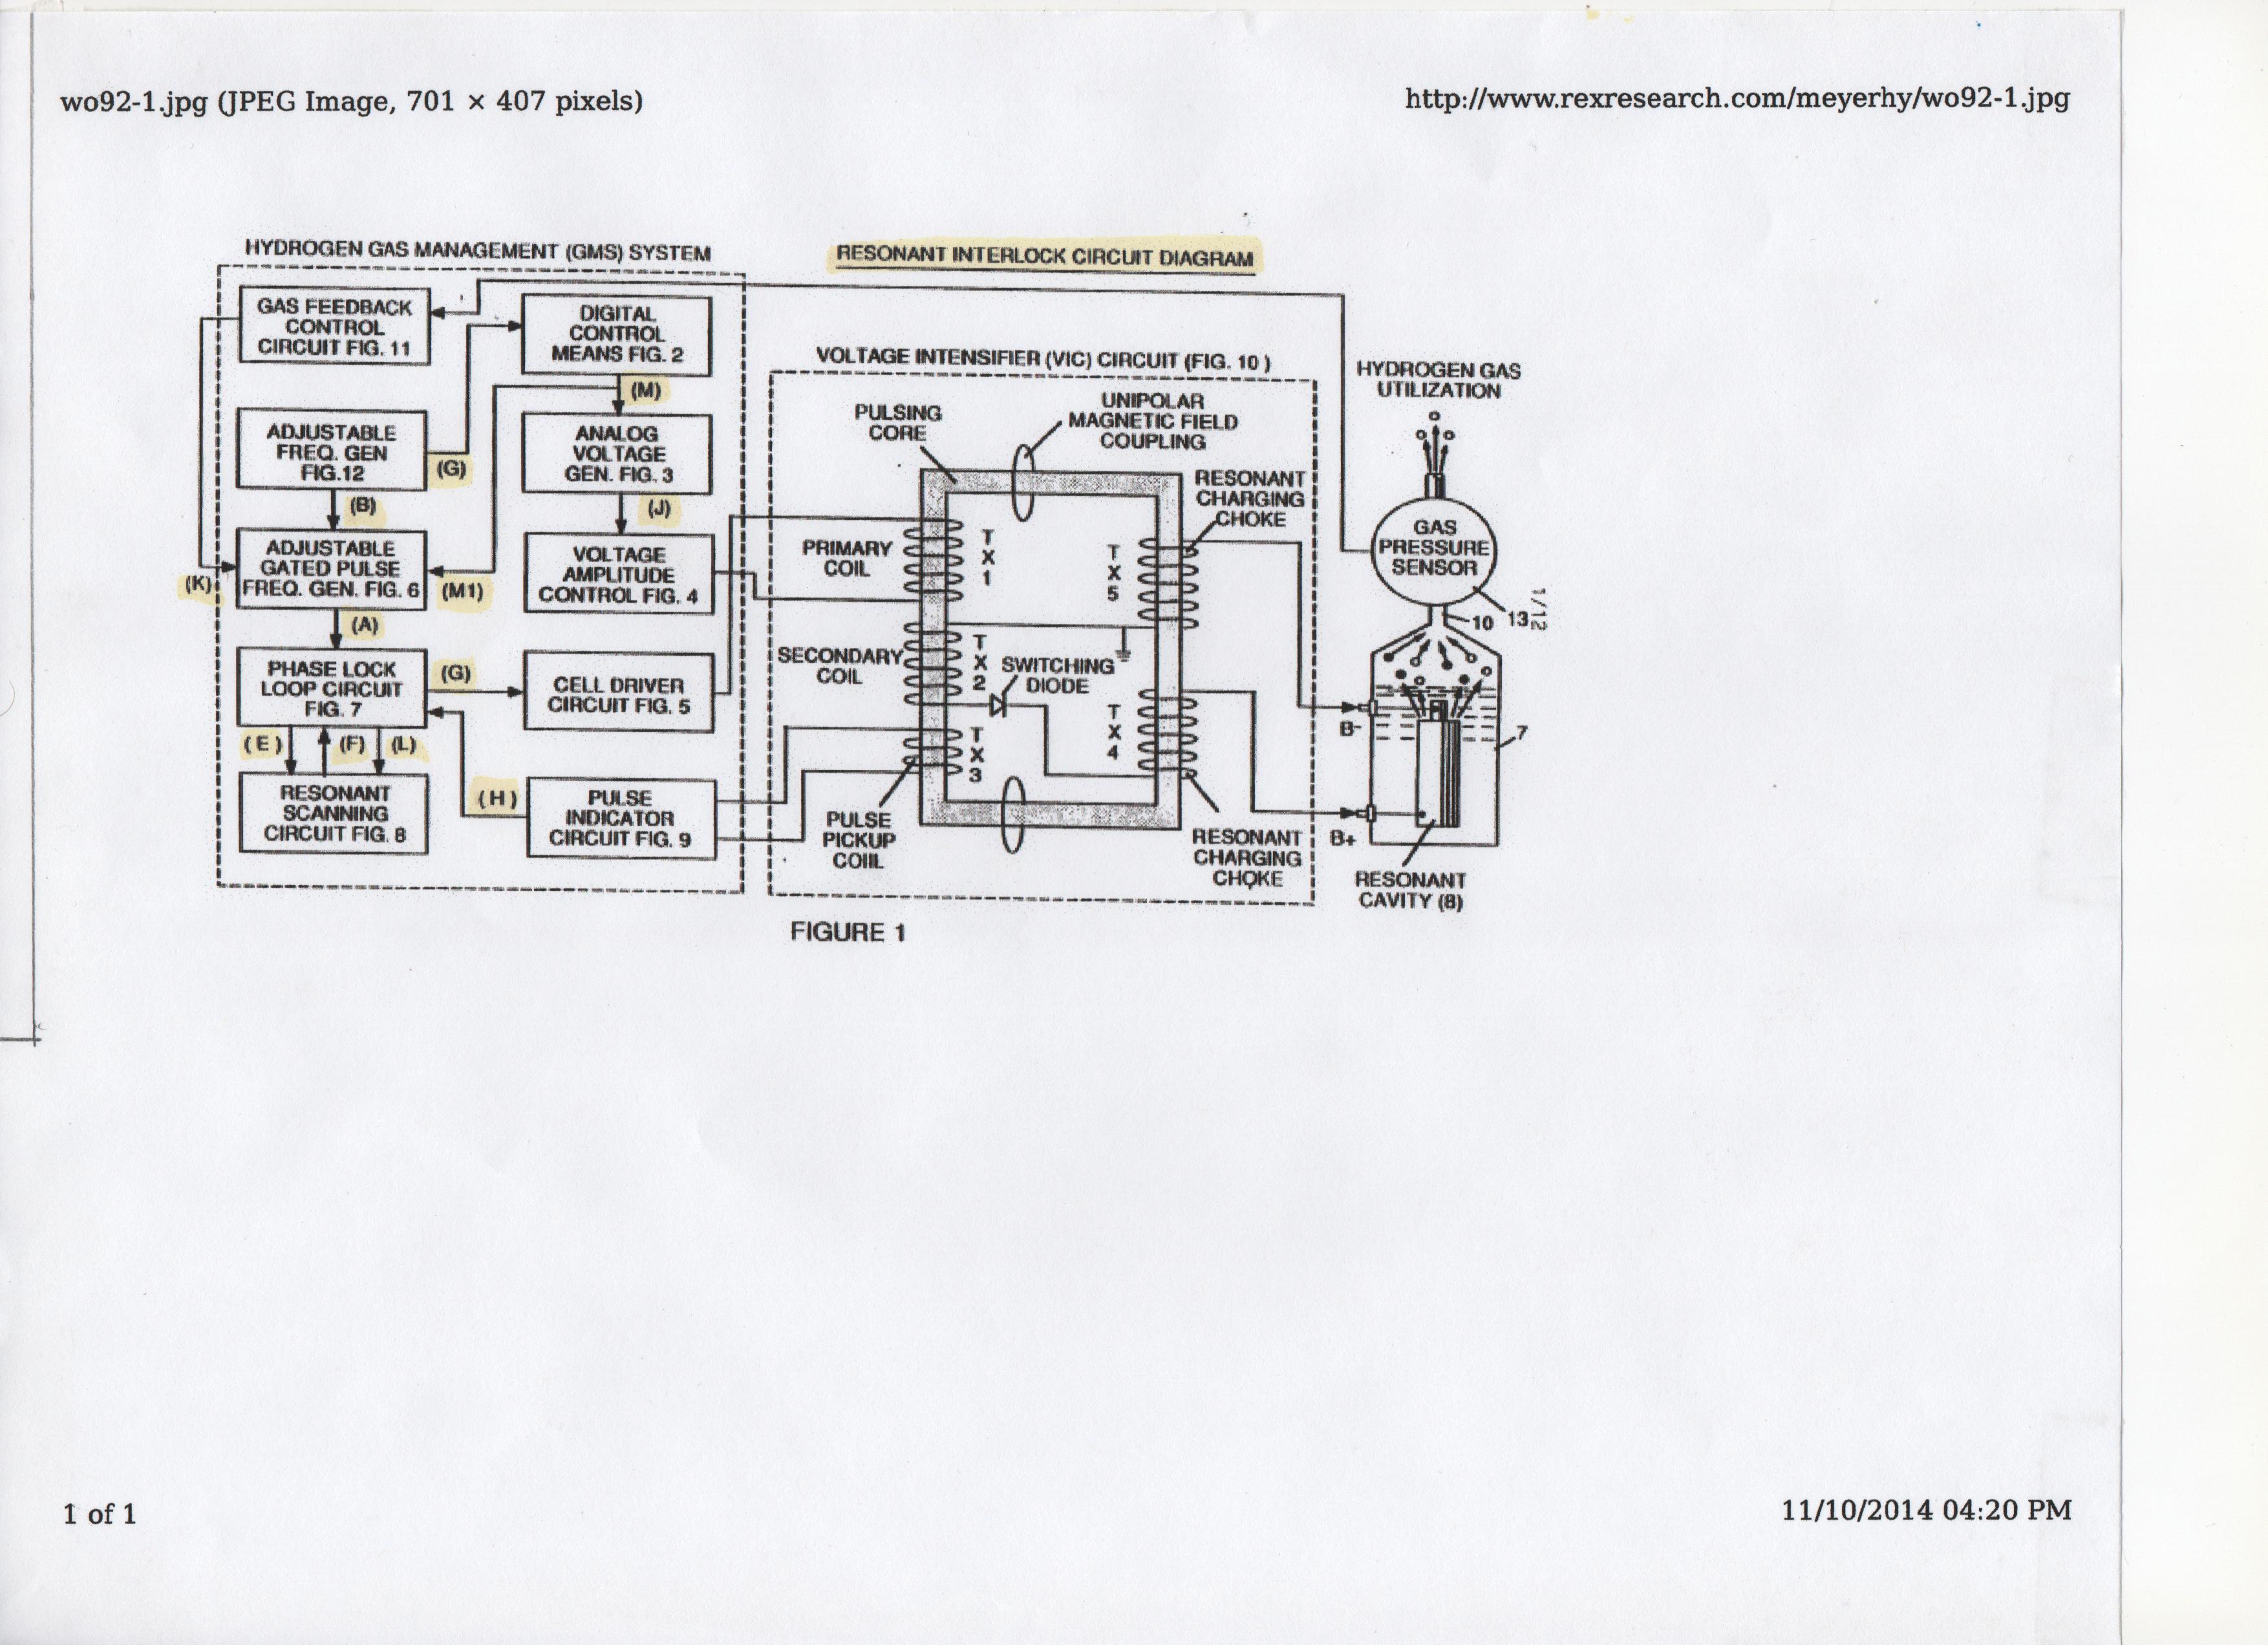 wo92-1.jpg (JPEG Image, 701 × 407 pixels)
http://www.rexresearch.com/meyerhy/wo92-1.jpg
HYDROGEN GAS MANAGEMENT (GMS) SYSTEM
RESONANT INTERLOCK CIRCUIT DIAGRAM
GAS FEEDBACK
CONTROL
CIRCUIT FIG. 11
DIGITAL
CONTROL
MEANS FIG. 2
(M)
ADJUSTABLE
FREQ. GEN
FIG.12
(G)
(B)
ANALOG
VOLTAGE
GEN. FIG. 3
(J)
ADJUSTABLE
GATED PULSE
FREQ. GEN. FIG. 6
(K)
(M1)
(A)
VOLTAGE
AMPLITUDE
CONTROL FIG. 4
PHASE LOCK
LOOP CIRCUIT
FIG. 7
(G)
CELL DRIVER
CIRCUIT FIG. 5
(E)
(F)
(L)
RESONANT
SCANNING
CIRCUIT FIG. 8
(H)
PULSE
INDICATOR
CIRCUIT FIG. 9
VOLTAGE INTENSIFIER (VIC) CIRCUIT (FIG. 10 )
PULSING
CORE
UNIPOLAR
MAGNETIC FIELD
COUPLING
RESONANT
CHARGING
CHOKE
PRIMARY
COIL
TX1
TX5
SECONDARY
COIL
TX2
SWITCHING
DIODE
TX3
TX4
PULSE
PICKUP
COIIL
RESONANT
CHARGING
CHOKE
HYDROGEN GAS
UTILIZATION
GAS
PRESSURE
SENSOR
10
13
1/12
B-
7
B+
RESONANT
CAVITY (8)
FIGURE 1
1 of 1
11/10/2014 04:20 PM